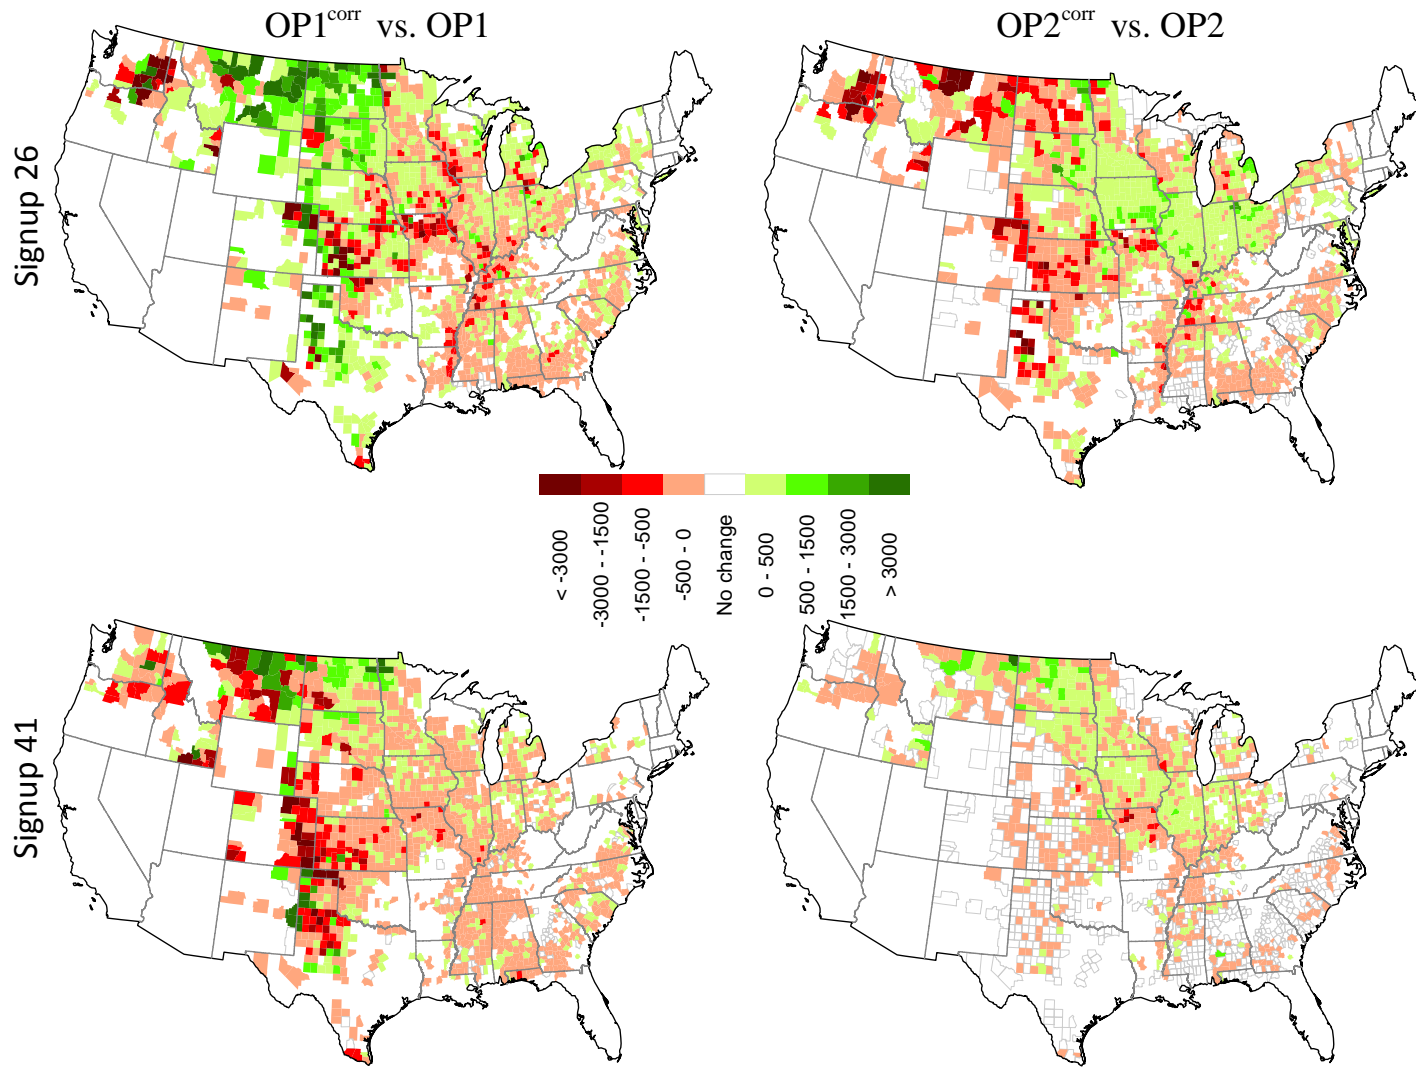 OP1corr vs. OP1
OP2corr vs. OP2
Signup 26
< -3000
-3000 - -1500
-1500 - -500
-500 - 0
No change
0 - 500
500 - 1500
1500 - 3000
> 3000
Signup 41